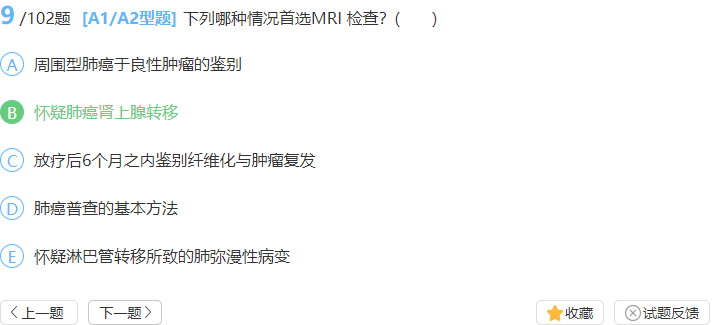 9/102题 [A1/A2型题] 下列哪种情况首选MRI 检查?( )
A 周围型肺癌于良性肿瘤的鉴别
B 怀疑肺癌肾上腺转移
C 放疗后6个月之内鉴别纤维化与肿瘤复发
D 肺癌普查的基本方法
E 怀疑淋巴管转移所致的肺弥漫性病变
上一题 下一题 收藏 试题反馈